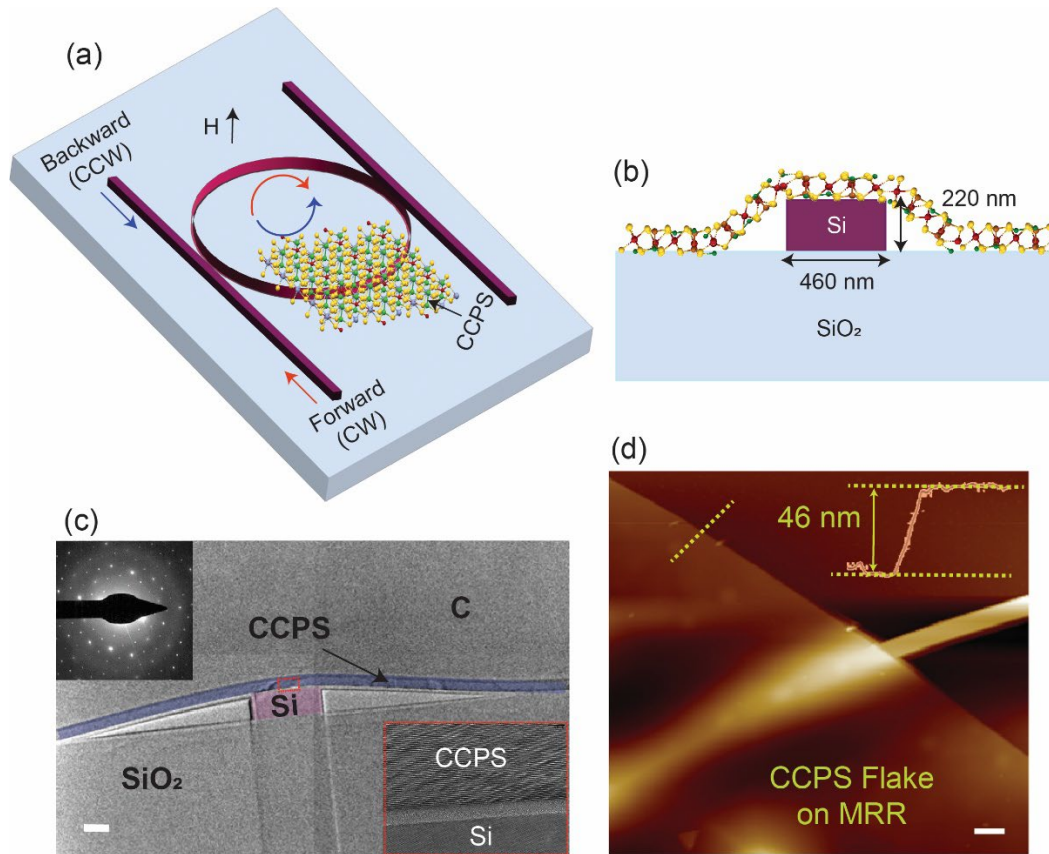 (a)
H
Backward
(CCW)
CCPS
Forward
(CW)
(b)
Si
220 nm
460 nm
SiO₂
(c)
C
CCPS
Si
SiO₂
CCPS
Si
(d)
46 nm
CCPS Flake
on MRR